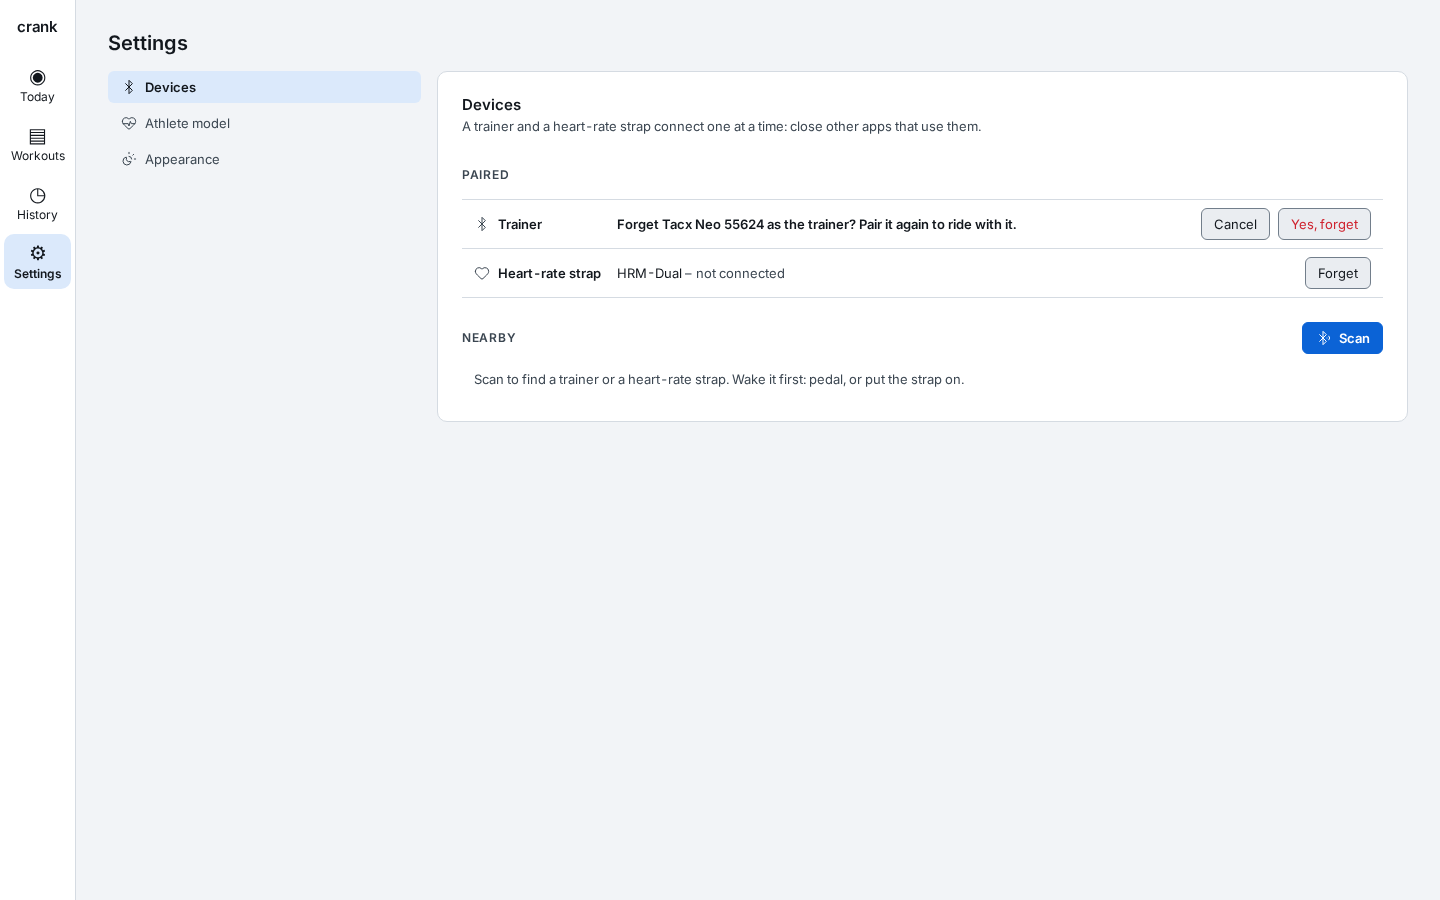 crank
Today
Workouts
History
Settings
Settings
Devices
Athlete model
Appearance
Devices
A trainer and a heart-rate strap connect one at a time: close other apps that use them.
PAIRED
Trainer Forget Tacx Neo 55624 as the trainer? Pair it again to ride with it. Cancel Yes, forget
Heart-rate strap HRM-Dual – not connected Forget
NEARBY Scan
Scan to find a trainer or a heart-rate strap. Wake it first: pedal, or put the strap on.